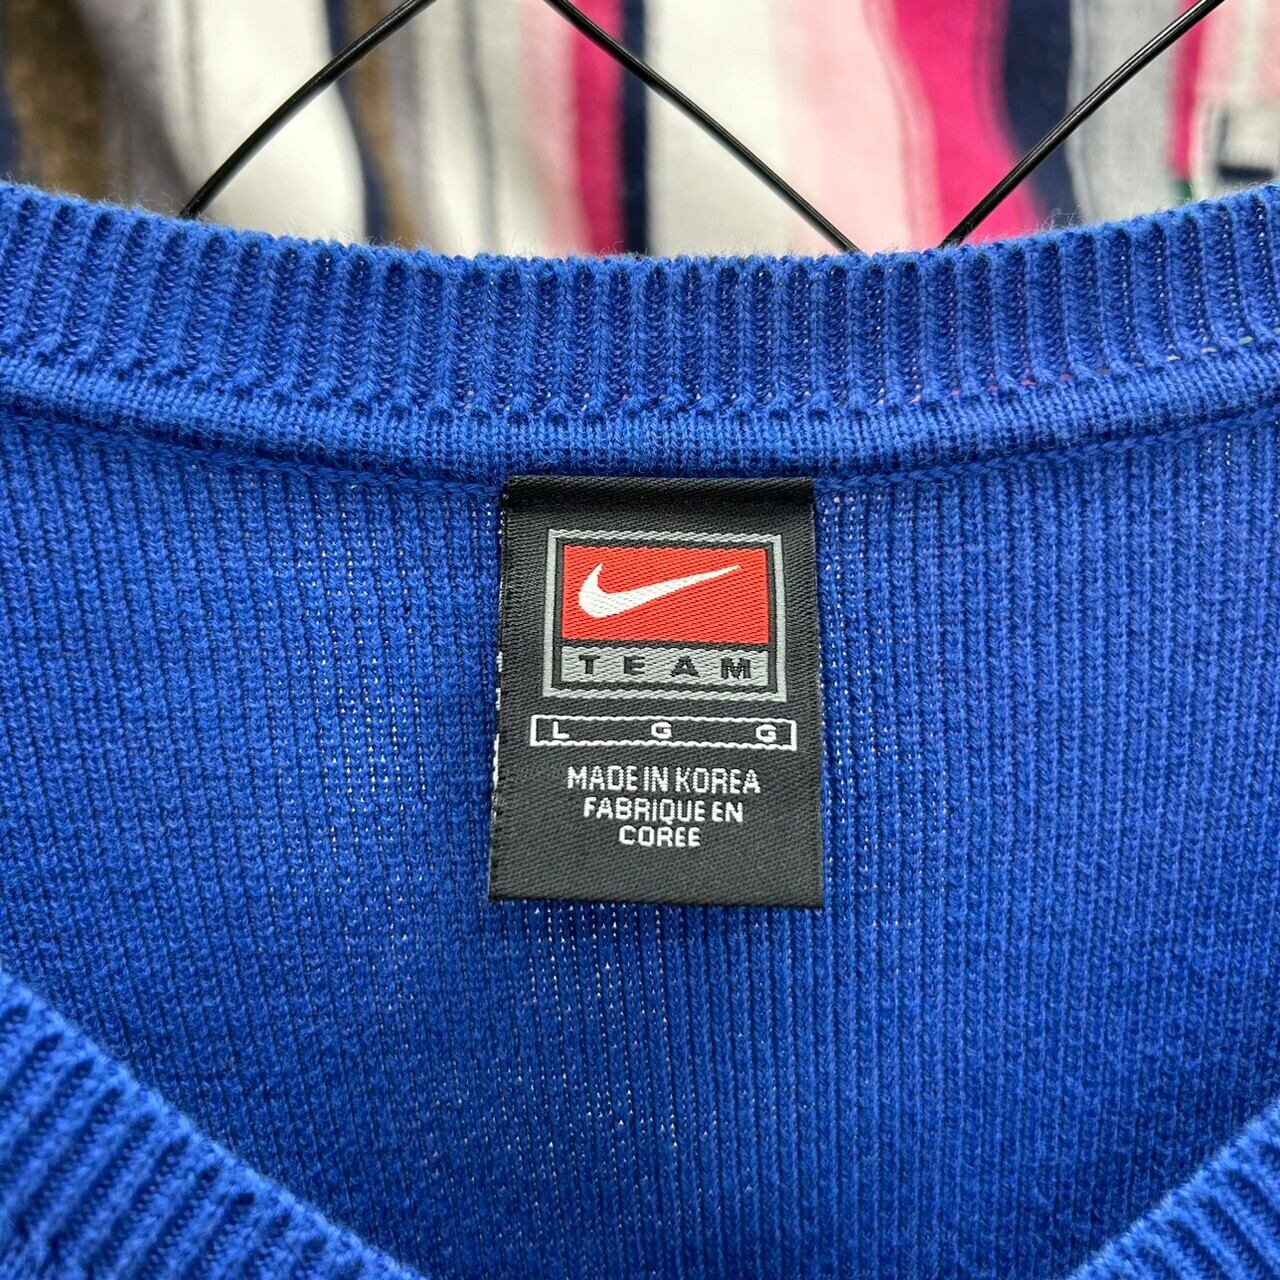 TEAM
L G G
MADE IN KOREA
FABRIQUE EN
COREE